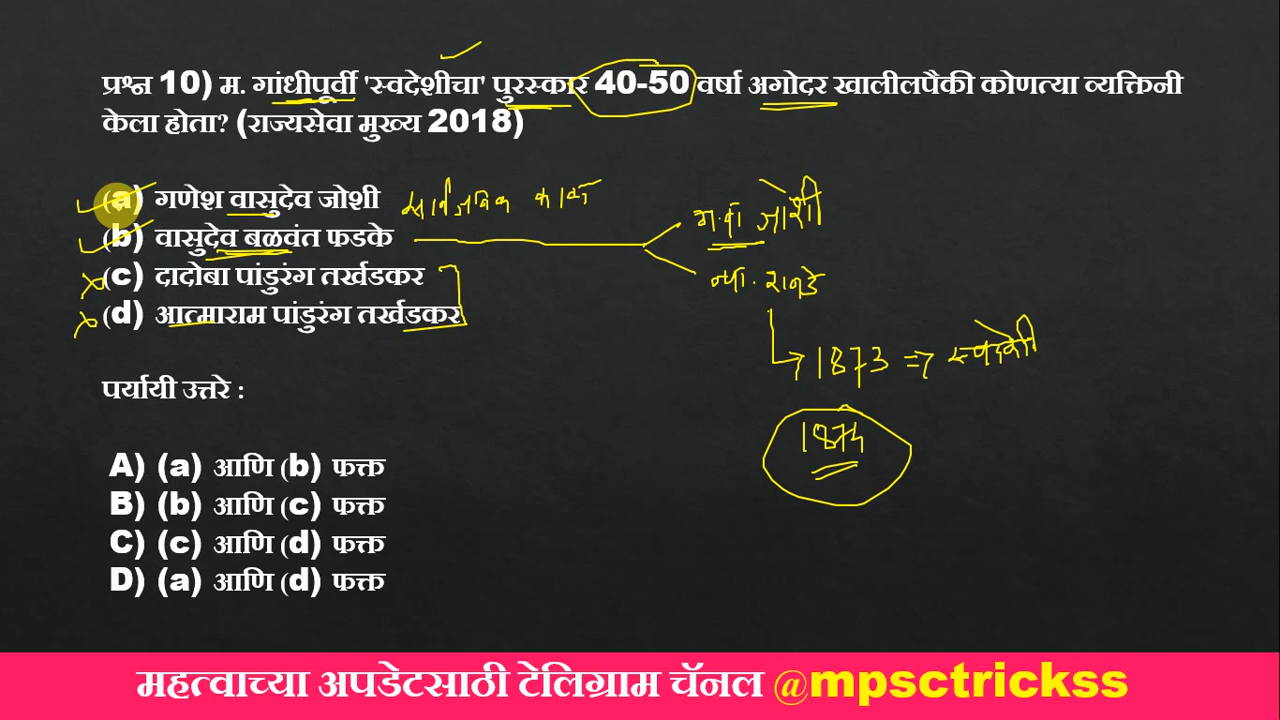 प्रश्न 10) म. गांधीपूर्वी 'स्वदेशीचा' पुरस्कार 40-50 वर्षा अगोदर खालीलपैकी कोणत्या व्यक्तिनी
केला होता? (राज्यसेवा मुख्य 2018)
(a) गणेश वासुदेव जोशी
सार्वजनिक काका
(b) वासुदेव बळवंत फडके
ग.वा जोशी
(c) दादोबा पांडुरंग तर्खडकर
न्या. रानडे
(d) आत्माराम पांडुरंग तर्खडकर
1873 => स्वदेशी
पर्यायी उत्तरे :
A) (a) आणि (b) फक्त
B) (b) आणि (c) फक्त
C) (c) आणि (d) फक्त
D) (a) आणि (d) फक्त
महत्वाच्या अपडेटसाठी टेलिग्राम चॅनल @mpsctrickss